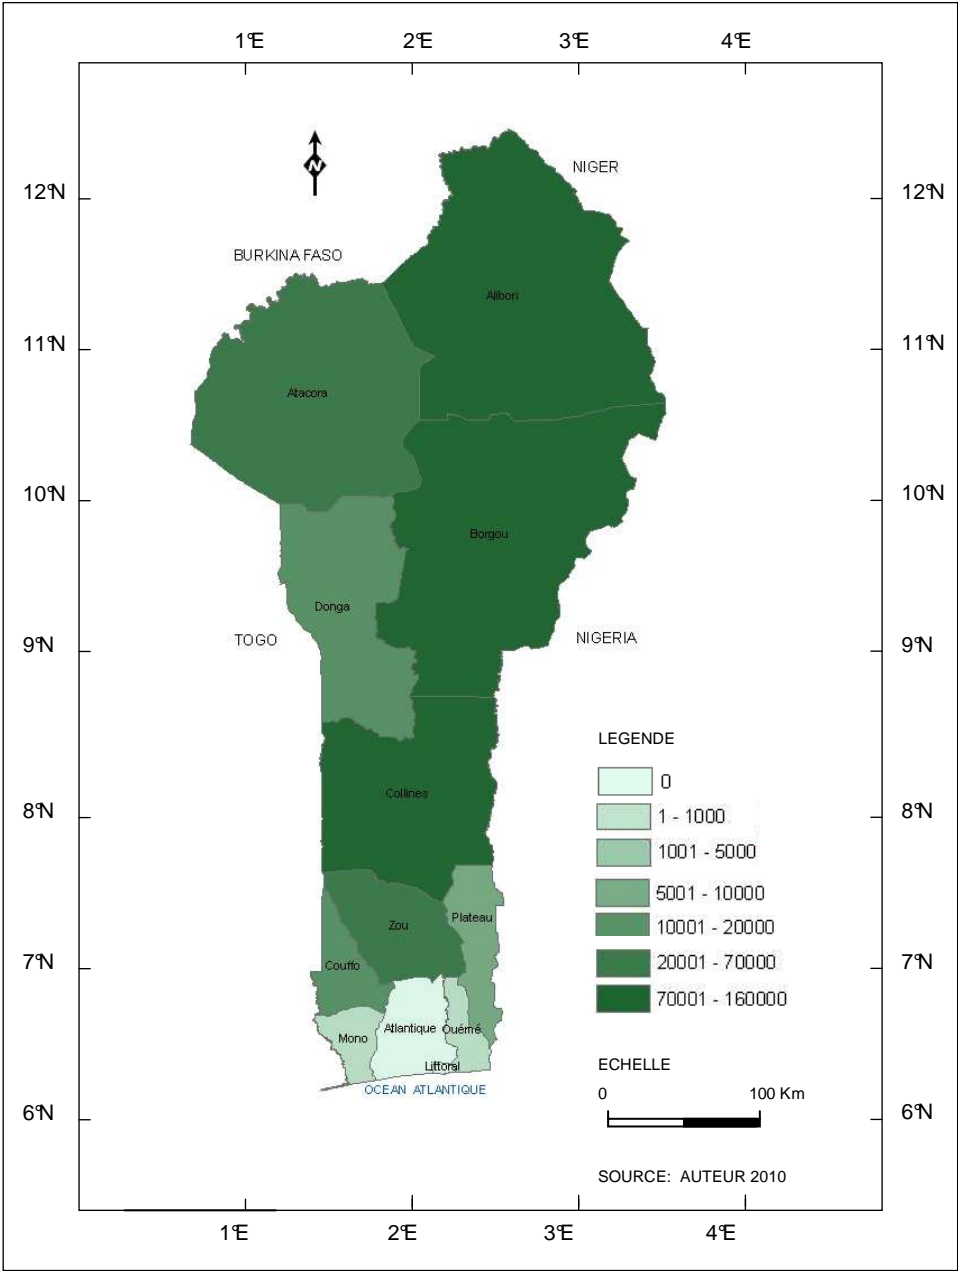 1°E 2°E 3°E 4°E
N
NIGER
12°N 12°N
BURKINA FASO
Alibori
11°N 11°N
Atacora
10°N 10°N
Borgou
Donga
TOGO NIGERIA
9°N 9°N
LEGENDE
0
Collines
8°N 1 - 1000 8°N
1001 - 5000
5001 - 10000
Plateau
Zou 10001 - 20000
Couffo 20001 - 70000
7°N 7°N
70001 - 160000
Atlantique Ouémé
Mono
Littoral ECHELLE
OCEAN ATLANTIQUE
0 100 Km
6°N 6°N
SOURCE: AUTEUR 2010
1°E 2°E 3°E 4°E